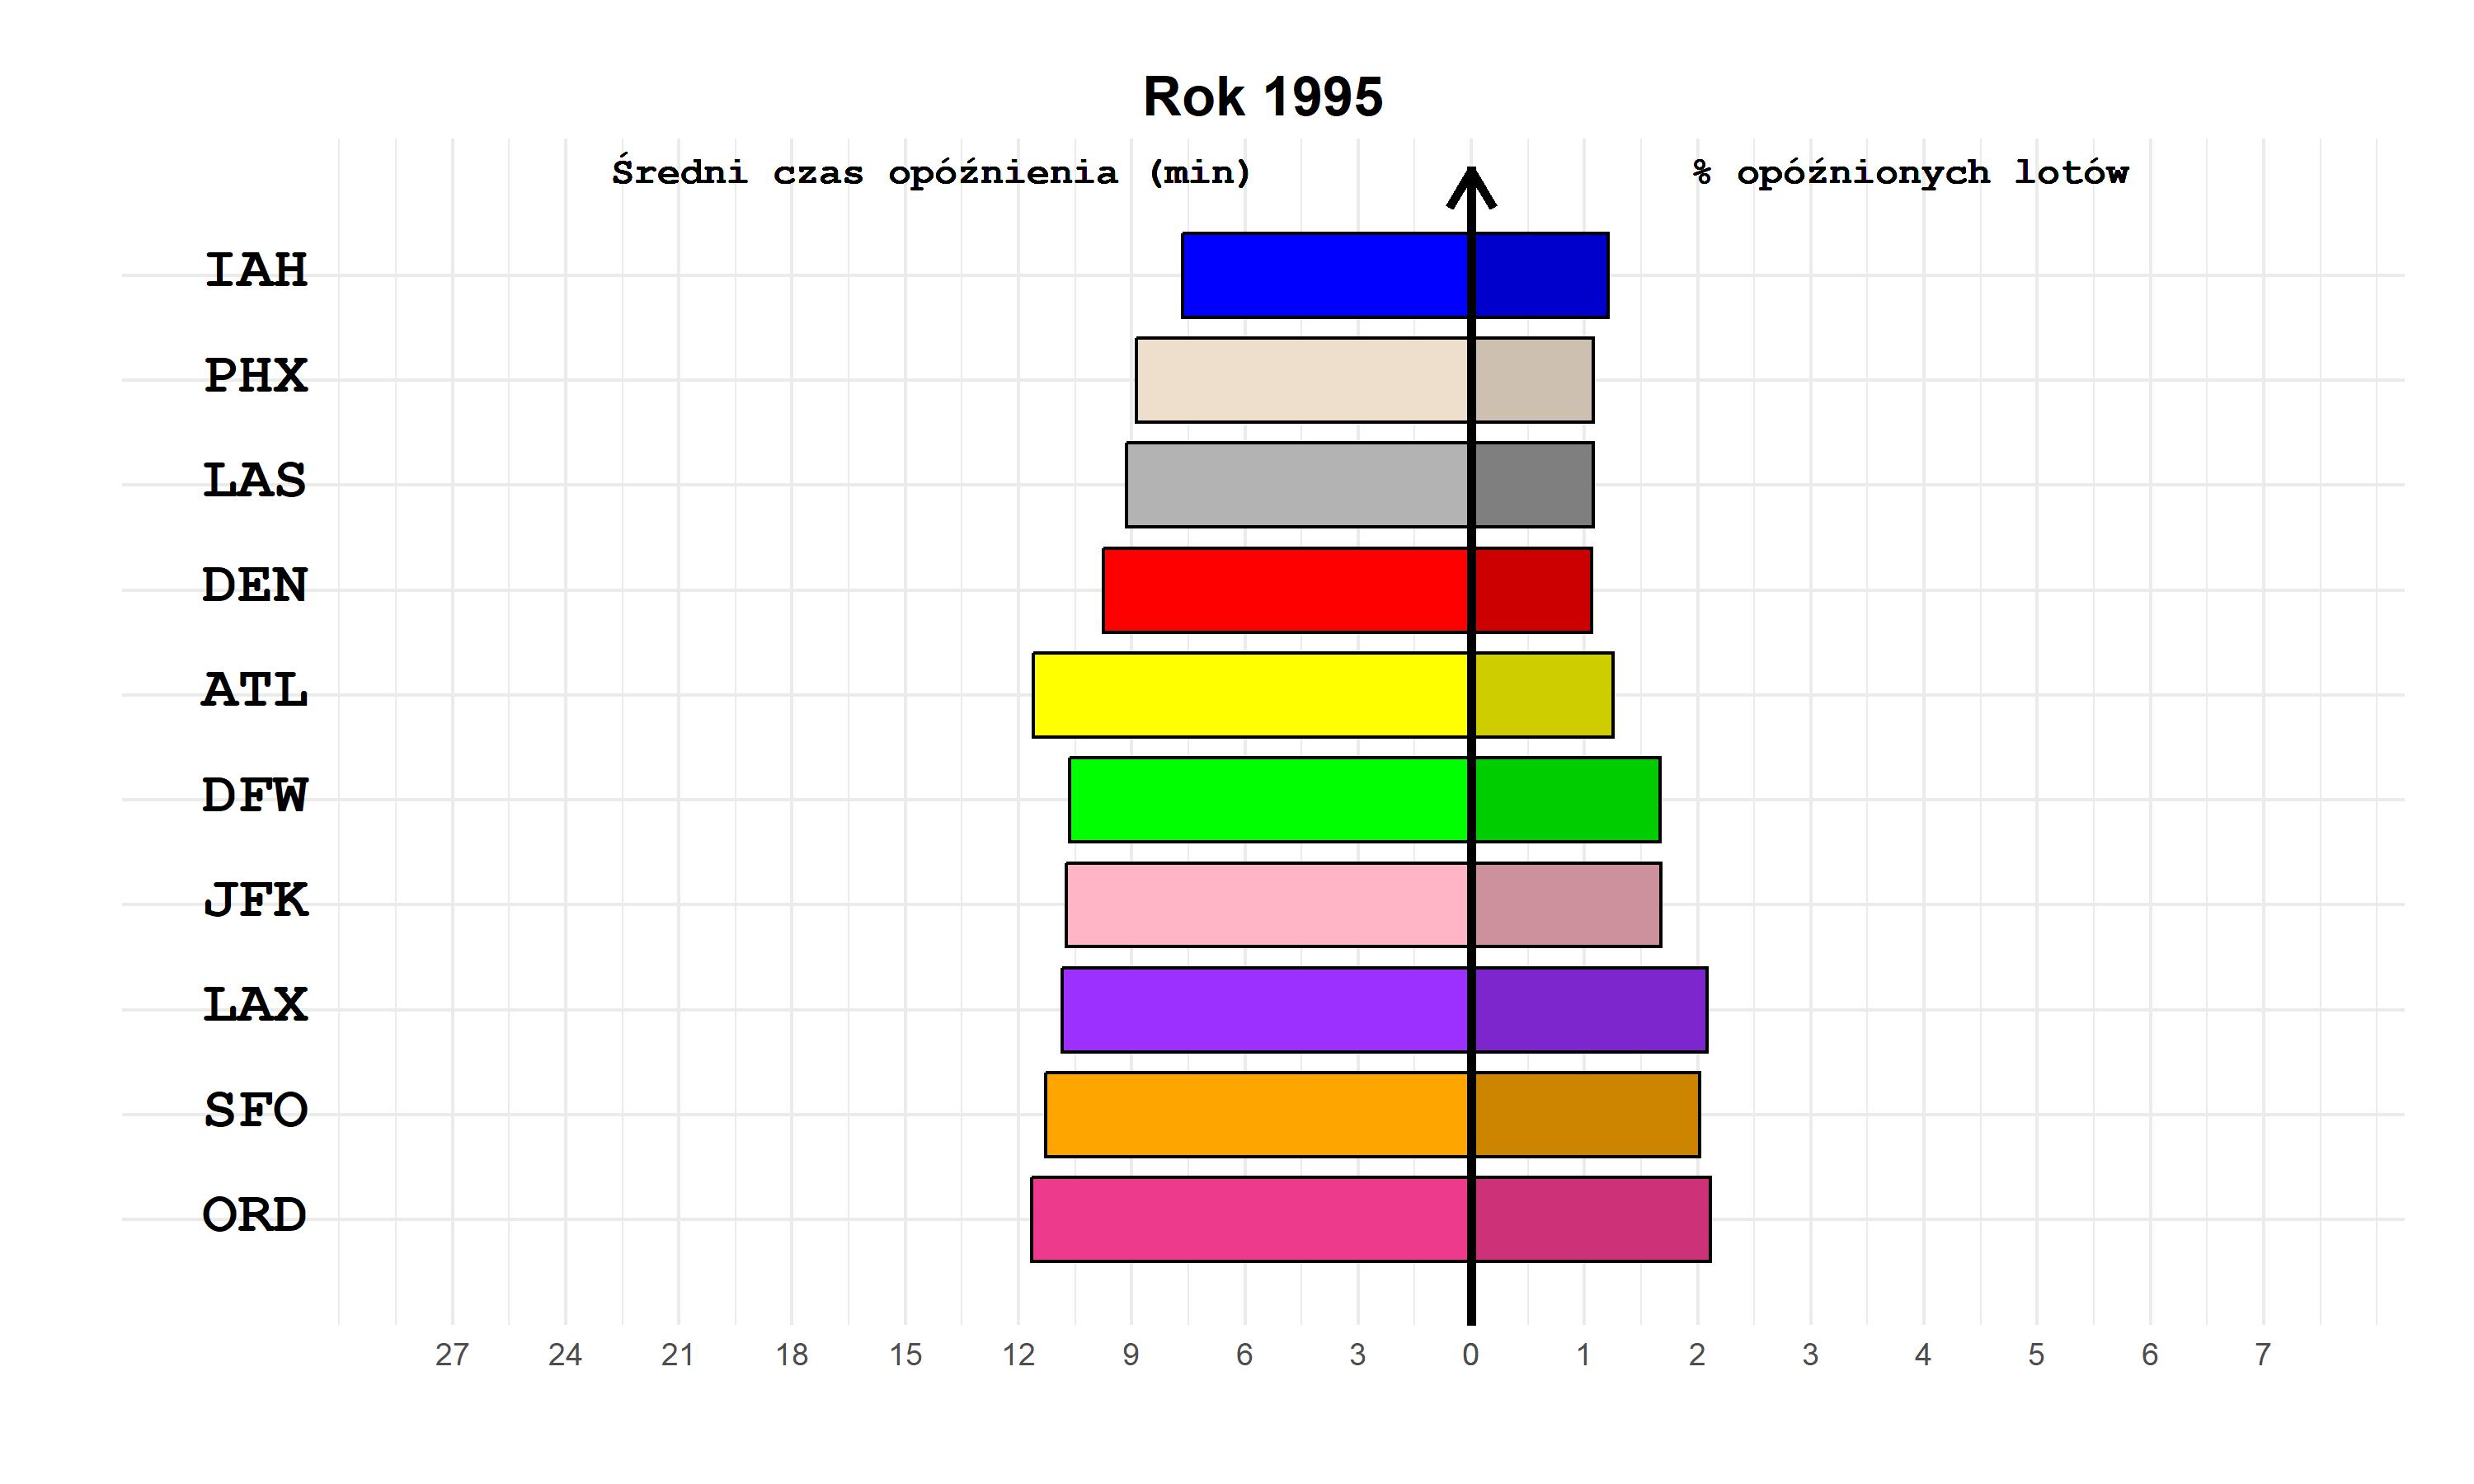 Rok 1995
Średni czas opóźnienia (min) % opóźnionych lotów
IAH
PHX
LAS
DEN
ATL
DFW
JFK
LAX
SFO
ORD
27 24 21 18 15 12 9 6 3 0 1 2 3 4 5 6 7